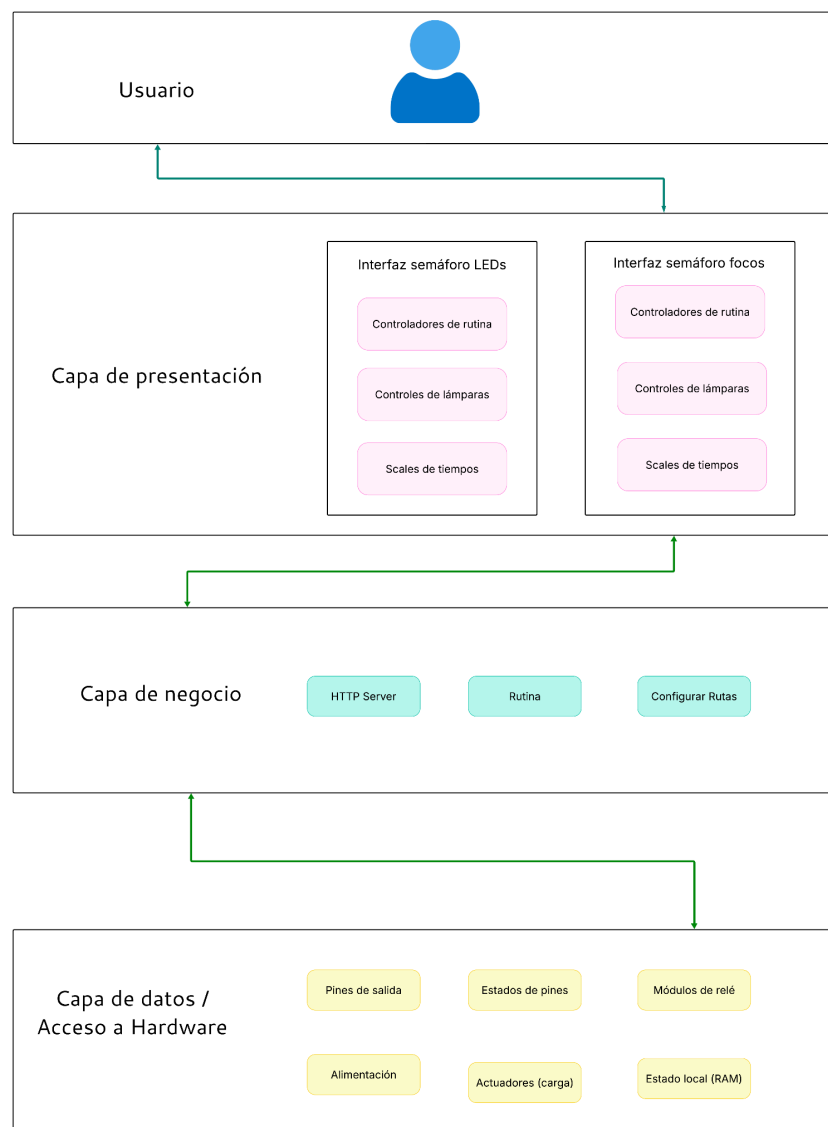 Usuario
Capa de presentación
Interfaz semáforo LEDs
Controladores de rutina
Controles de lámparas
Scales de tiempos
Interfaz semáforo focos
Controladores de rutina
Controles de lámparas
Scales de tiempos
Capa de negocio
HTTP Server
Rutina
Configurar Rutas
Capa de datos /
Acceso a Hardware
Pines de salida
Estados de pines
Módulos de relé
Alimentación
Actuadores (carga)
Estado local (RAM)